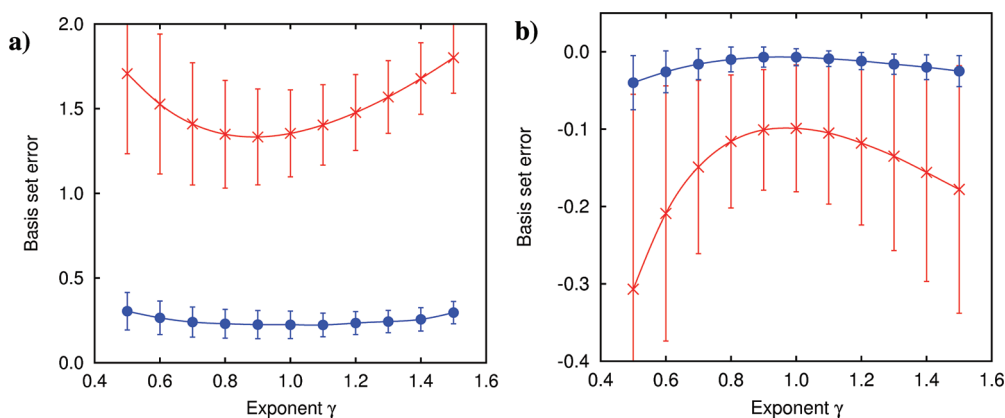 a)
2.0
1.5
1.0
0.5
0.0
Basis set error
0.4 0.6 0.8 1.0 1.2 1.4 1.6
Exponent γ
b)
0.0
-0.1
-0.2
-0.3
-0.4
Basis set error
0.4 0.6 0.8 1.0 1.2 1.4 1.6
Exponent γ